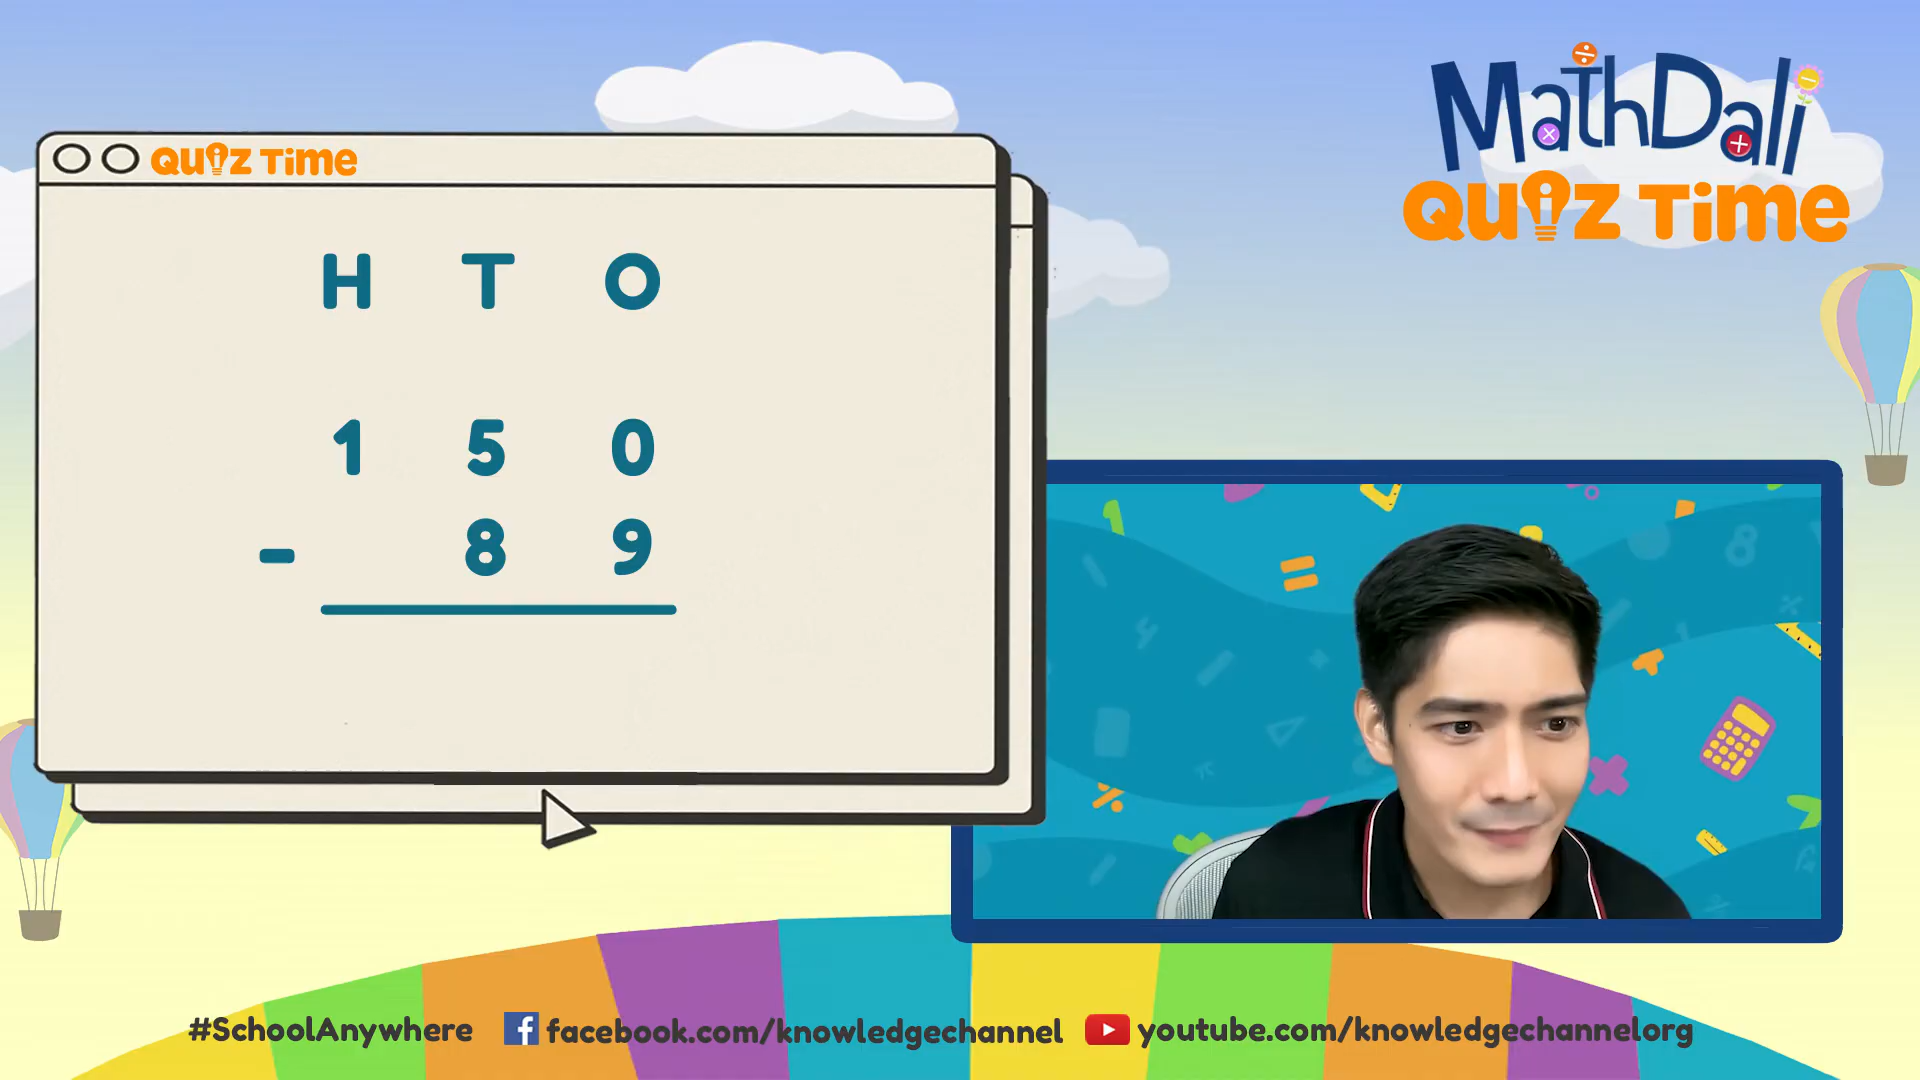 MathDali
QUIZ TIME
QUIZ TIME
H T O
1 5 0
- 8 9
#SchoolAnywhere facebook.com/knowledgechannel youtube.com/knowledgechannelorg